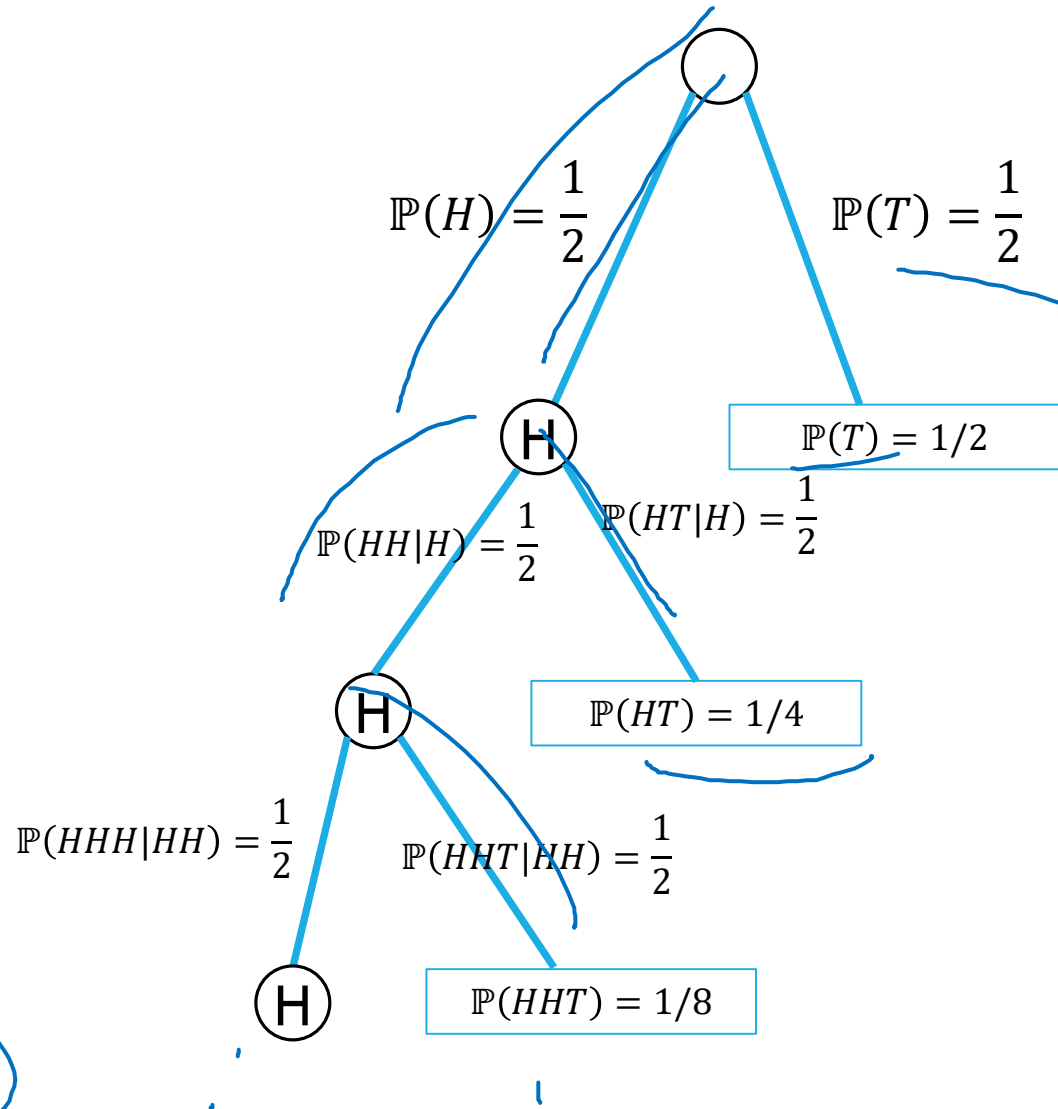 ℙ(H) = 1/2
ℙ(T) = 1/2
H
ℙ(T) = 1/2
ℙ(HH|H) = 1/2
ℙ(HT|H) = 1/2
H
ℙ(HT) = 1/4
ℙ(HHH|HH) = 1/2
ℙ(HHT|HH) = 1/2
H
ℙ(HHT) = 1/8